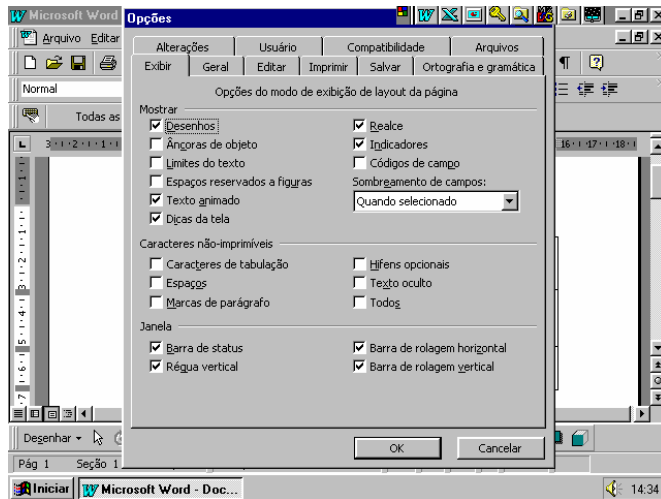 Microsoft Word
Opções
Arquivo Editar
Alterações Usuário Compatibilidade Arquivos
Exibir Geral Editar Imprimir Salvar Ortografia e gramática
Normal
Opções do modo de exibição de layout da página
Todas as
Mostrar
Desenhos
Realce
Âncoras de objeto
Indicadores
Limites do texto
Códigos de campo
Espaços reservados a figuras
Sombreamento de campos:
Texto animado
Quando selecionado
Dicas da tela
Caracteres não-imprimíveis
Caracteres de tabulação
Hifens opcionais
Espaços
Texto oculto
Marcas de parágrafo
Todos
Janela
Barra de status
Barra de rolagem horizontal
Régua vertical
Barra de rolagem vertical
Desenhar
OK Cancelar
Pág 1 Seção 1
Iniciar Microsoft Word - Doc... 14:34